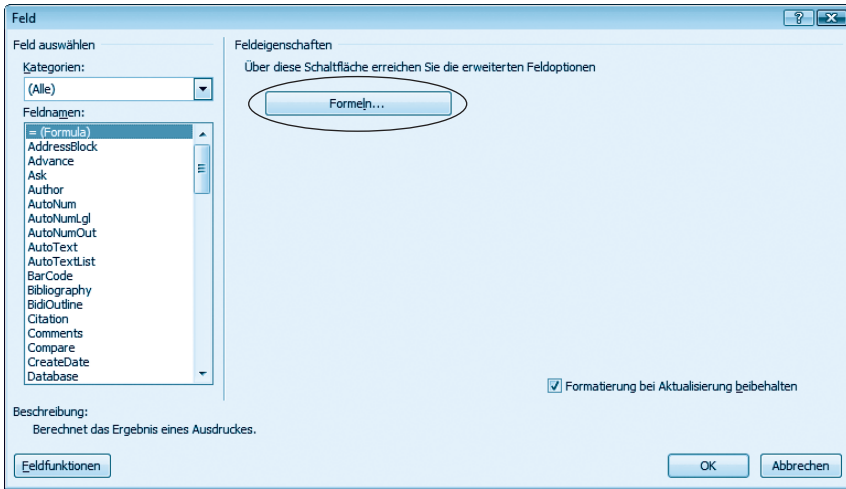 Feld
Feld auswählen
Kategorien:
(Alle)
Feldnamen:
= (Formula)
AddressBlock
Advance
Ask
Author
AutoNum
AutoNumLgl
AutoNumOut
AutoText
AutoTextList
BarCode
Bibliography
BidiOutline
Citation
Comments
Compare
CreateDate
Database
Feldeigenschaften
Über diese Schaltfläche erreichen Sie die erweiterten Feldoptionen
Formeln...
Formatierung bei Aktualisierung beibehalten
Beschreibung:
Berechnet das Ergebnis eines Ausdruckes.
Feldfunktionen
OK
Abbrechen